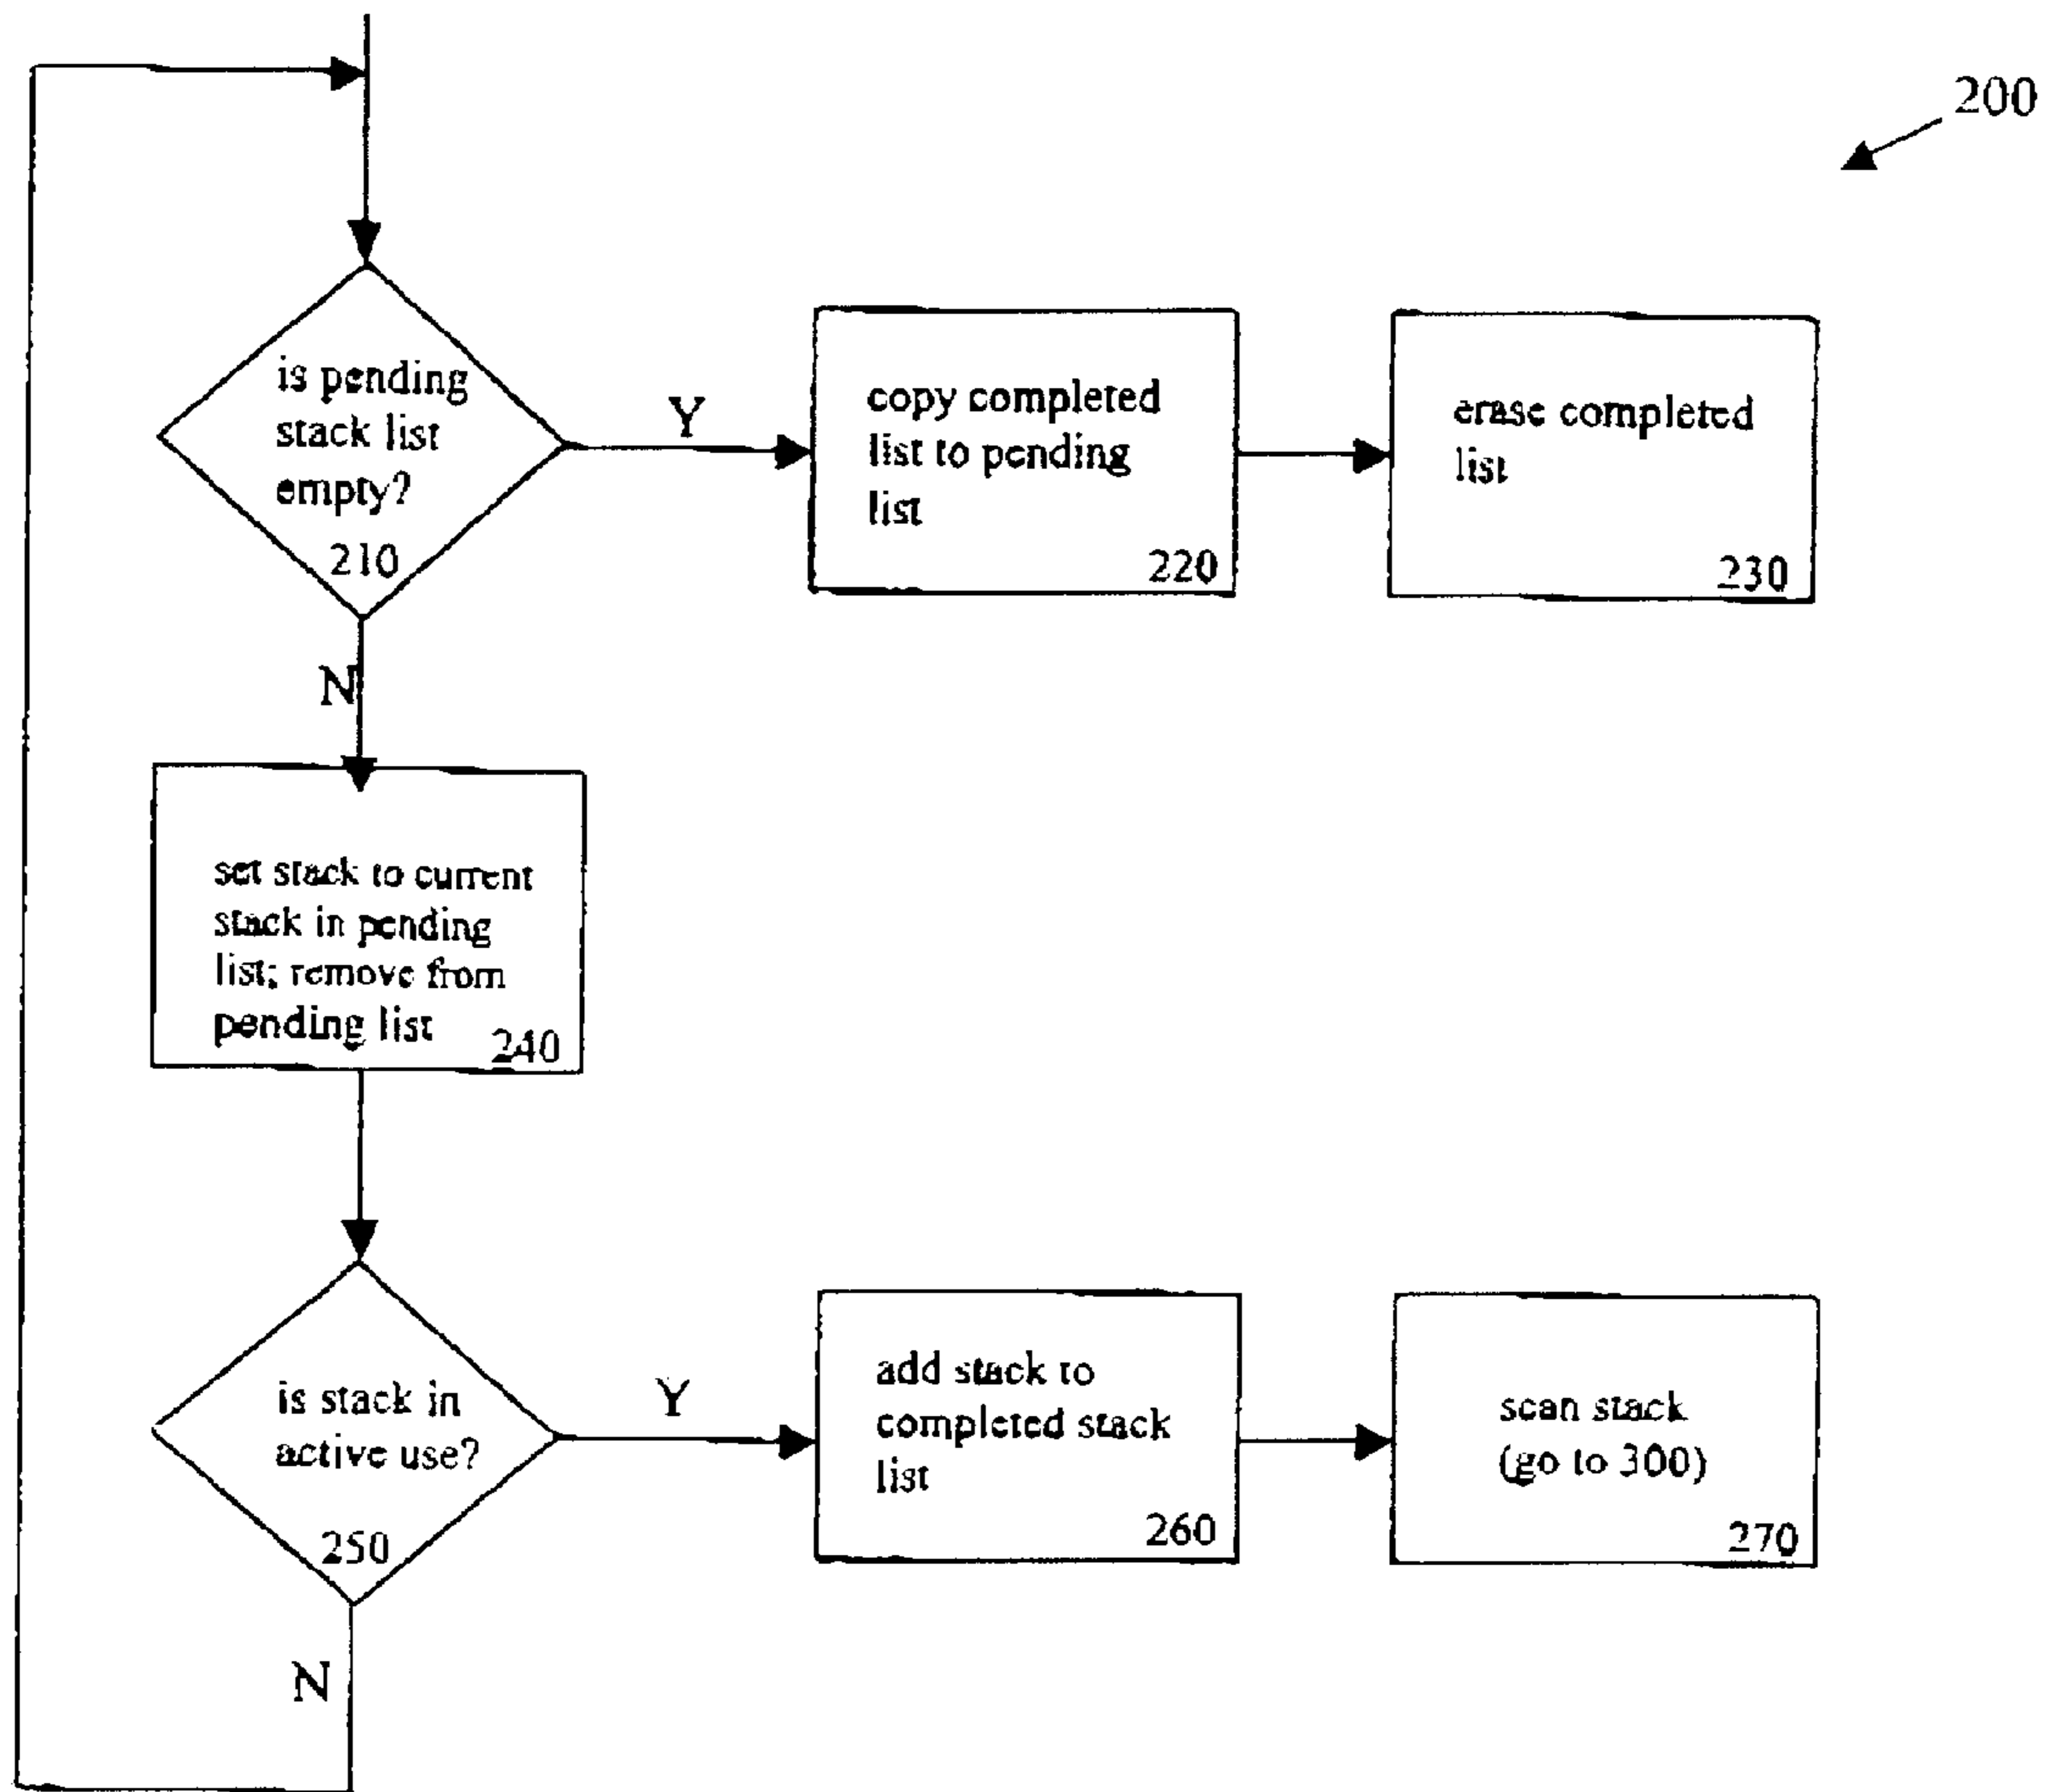 200
is pending
stack list
empty?
210
Y
copy completed
list to pending
list
220
erase completed
list
230
N
set stack to current
stack in pending
list; remove from
pending list
240
is stack in
active use?
250
Y
add stack to
completed stack
list
260
scan stack
(go to 300)
270
N